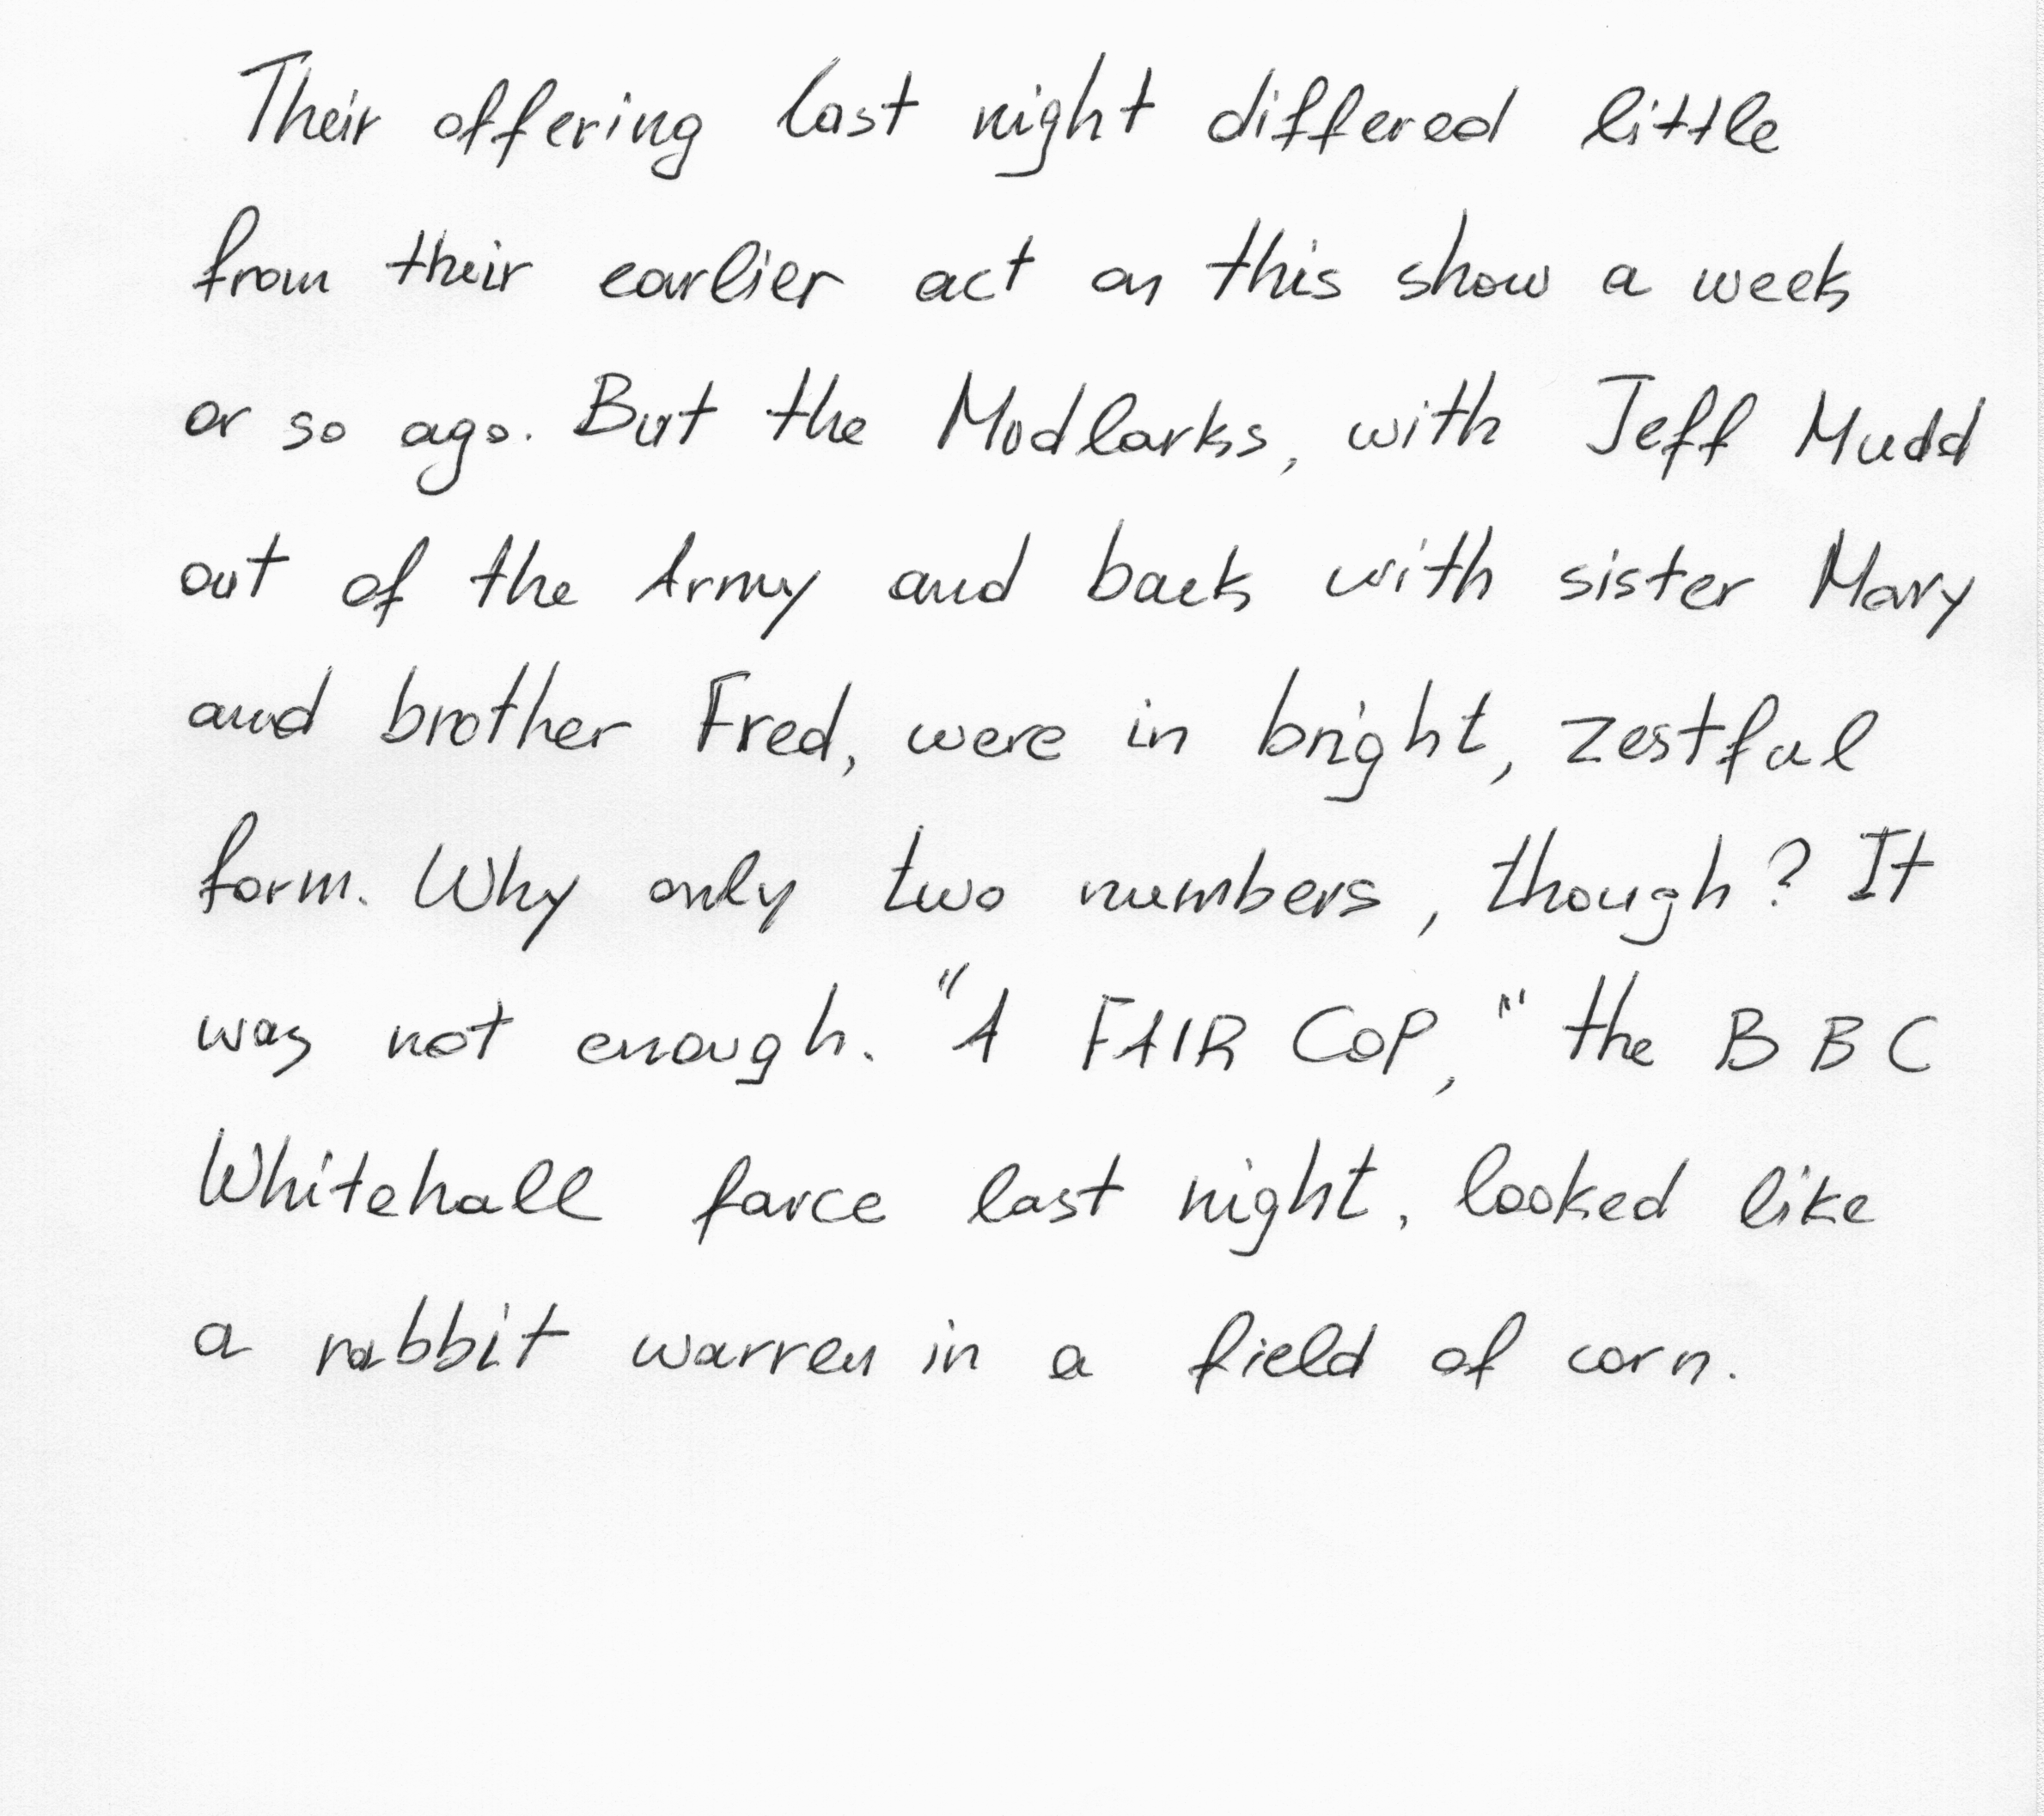 Their offering last night differed little
from their earlier act on this show a week
or so ago. But the Modlarks, with Jeff Mudd
out of the Army and back with sister Mary
and brother Fred, were in bright, zestful
form. Why only two numbers, though? It
was not enough. "A FAIR COP," the BBC
Whitehall farce last night, looked like
a rabbit warren in a field of corn.